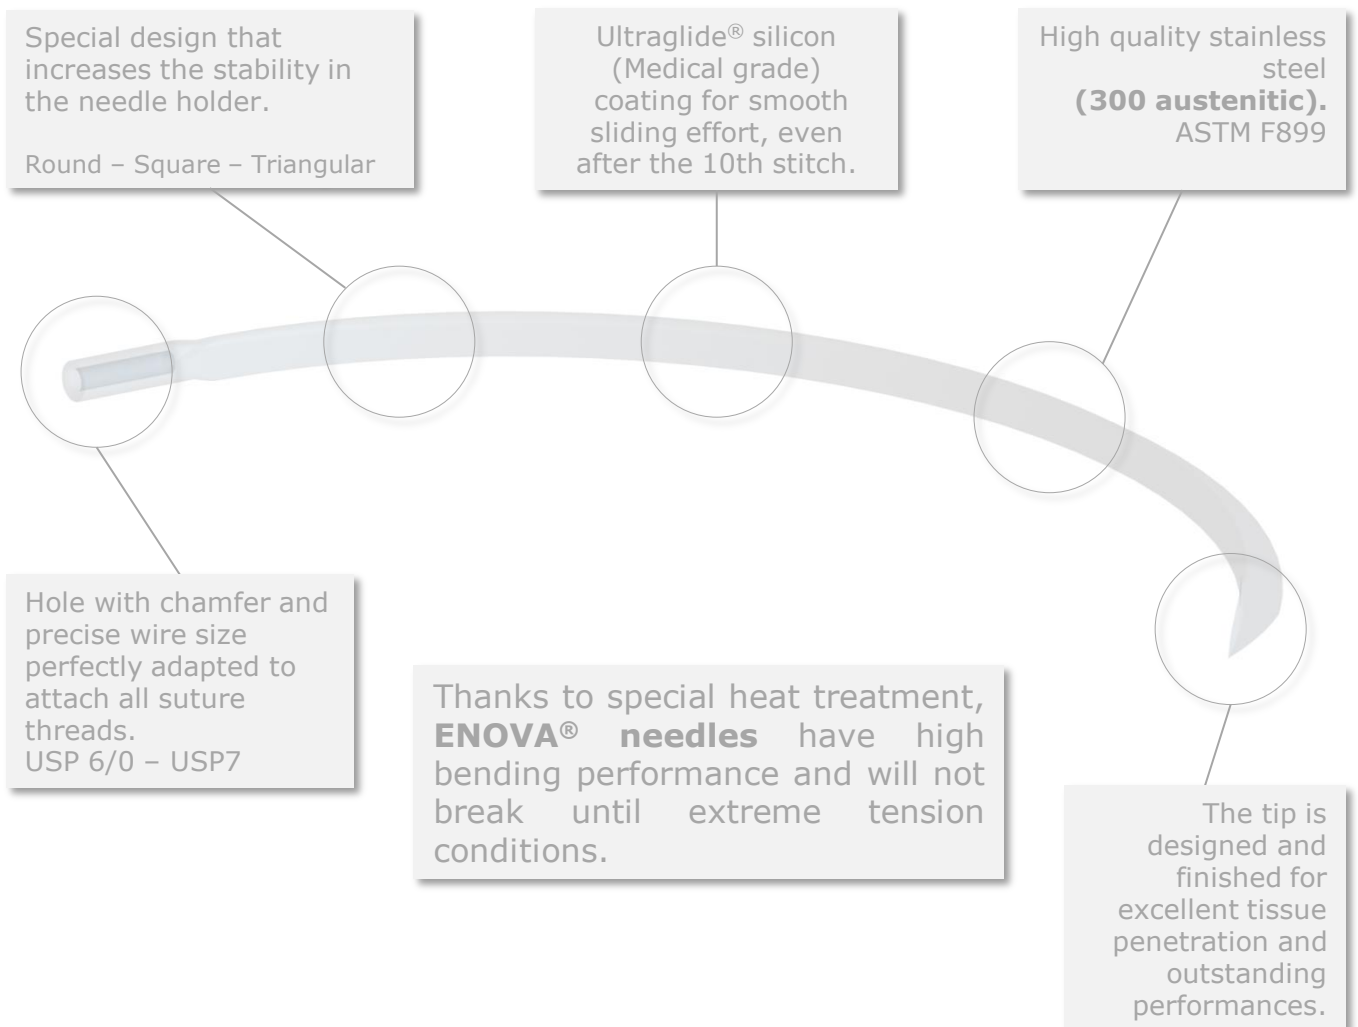 Special design that
increases the stability in
the needle holder.
Round – Square – Triangular
Ultraglide® silicon
(Medical grade)
coating for smooth
sliding effort, even
after the 10th stitch.
High quality stainless
steel
(300 austenitic).
ASTM F899
Hole with chamfer and
precise wire size
perfectly adapted to
attach all suture
threads.
USP 6/0 – USP7
Thanks to special heat treatment,
ENOVA® needles have high
bending performance and will not
break until extreme tension
conditions.
The tip is
designed and
finished for
excellent tissue
penetration and
outstanding
performances.